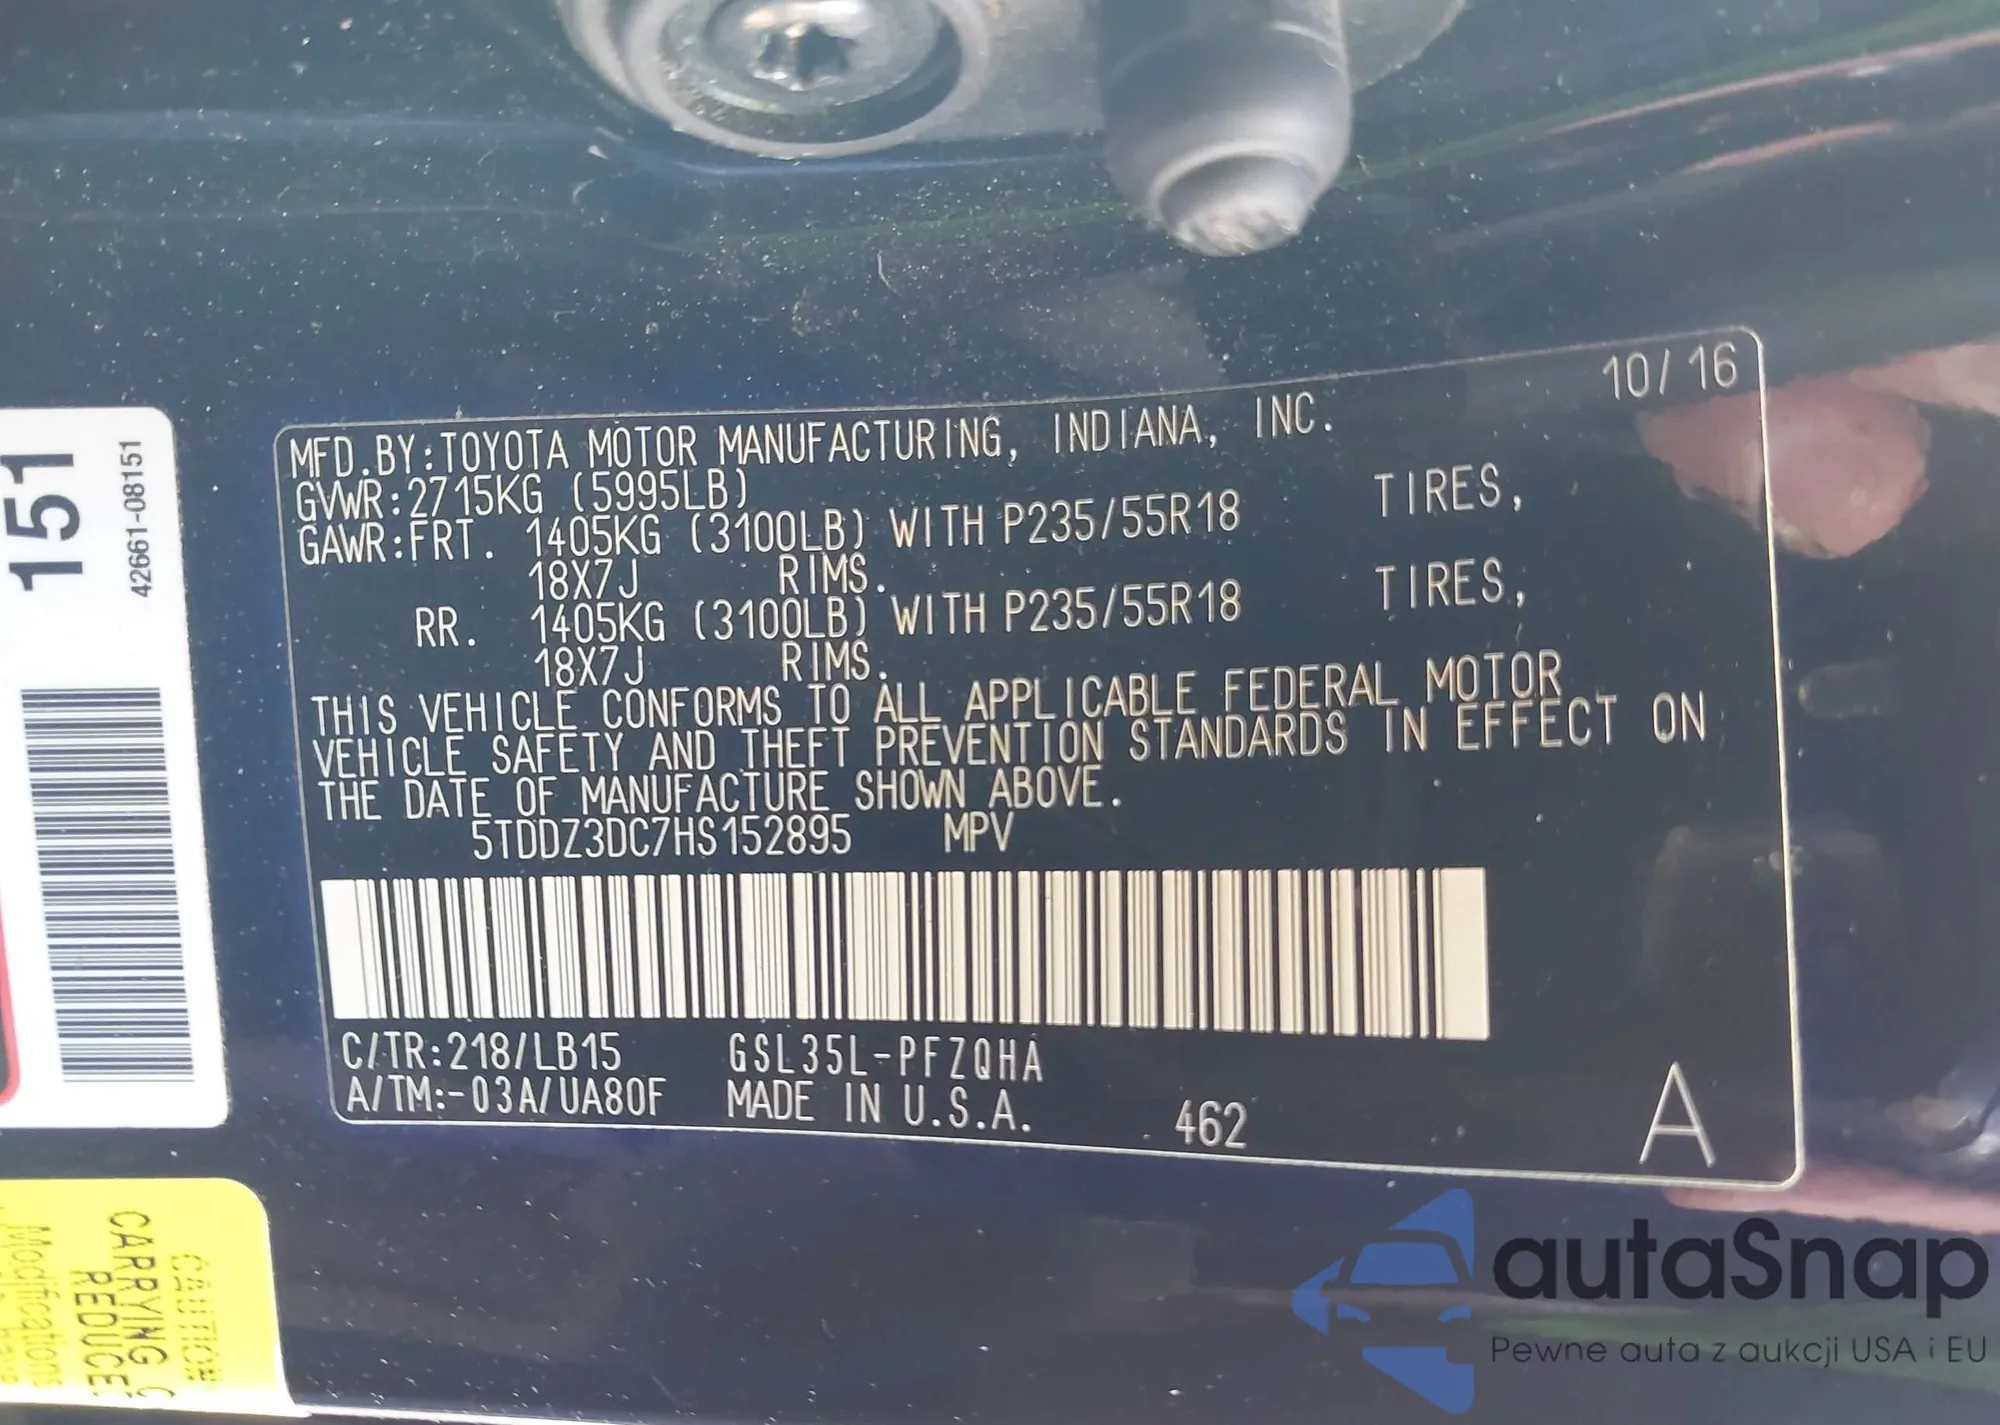 10/16
MFD.BY:TOYOTA MOTOR MANUFACTURING, INDIANA, INC.
GVWR:2715KG (5995LB)
GAWR:FRT. 1405KG (3100LB) WITH P235/55R18 TIRES,
18X7J RIMS.
RR. 1405KG (3100LB) WITH P235/55R18 TIRES,
18X7J RIMS.
THIS VEHICLE CONFORMS TO ALL APPLICABLE FEDERAL MOTOR
VEHICLE SAFETY AND THEFT PREVENTION STANDARDS IN EFFECT ON
THE DATE OF MANUFACTURE SHOWN ABOVE.
5TDDZ3DC7HS152895 MPV
C/TR:218/LB15 GSL35L-PFZQHA
A/TM:-03A/UA80F MADE IN U.S.A. 462 A
151
42661-08151
CAUTION
CARRYING
REDUCE
Modifications
autaSnap
Pewne auta z aukcji USA i EU